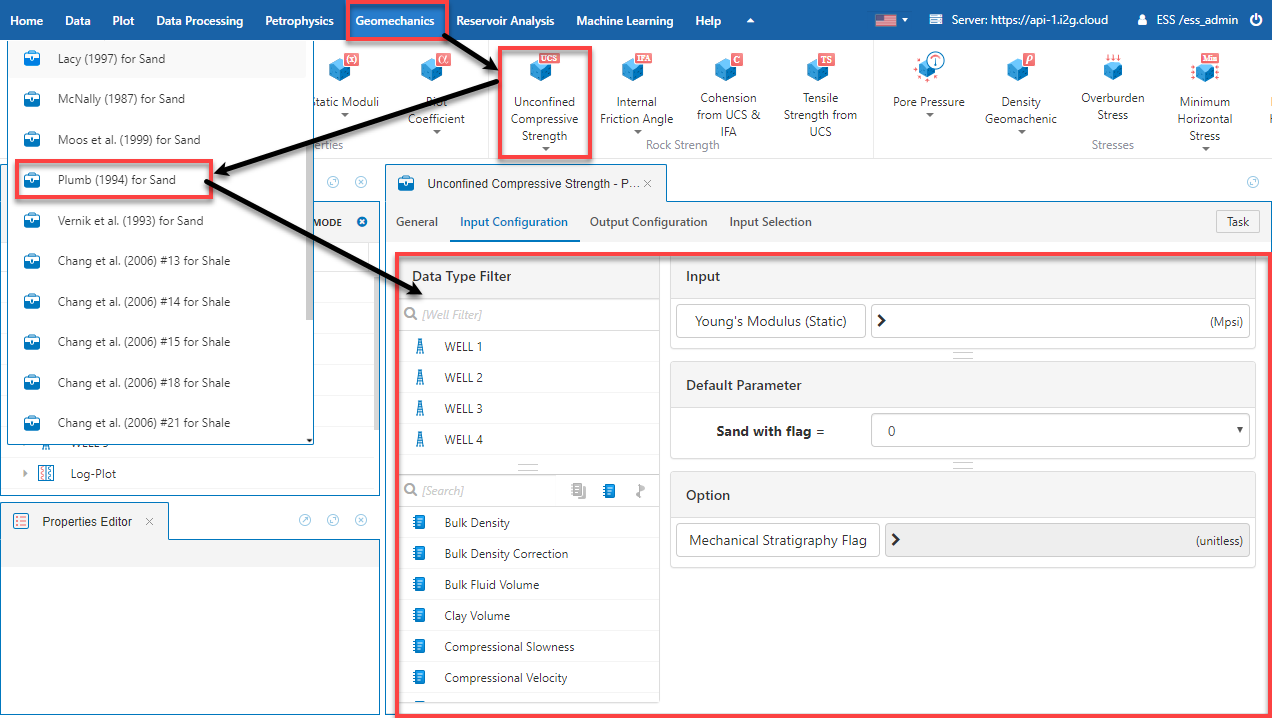 Home Data Plot Data Processing Petrophysics Geomechanics Reservoir Analysis Machine Learning Help Server: https://api-1.i2g.cloud ESS /ess_admin
Lacy (1997) for Sand
McNally (1987) for Sand
Moos et al. (1999) for Sand
Plumb (1994) for Sand
Vernik et al. (1993) for Sand
Chang et al. (2006) #13 for Shale
Chang et al. (2006) #14 for Shale
Chang et al. (2006) #15 for Shale
Chang et al. (2006) #18 for Shale
Chang et al. (2006) #21 for Shale
(x)
Static Moduli
α
Biot
Coefficient
UCS
Unconfined
Compressive
Strength
IFA
Internal
Friction Angle
C
Cohension
from UCS &
IFA
TS
Tensile
Strength from
UCS
Rock Strength
Pore Pressure
P
Density
Geomachenic
Overburden
Stress
Min
Minimum
Horizontal
Stress
Stresses
MODE
Log-Plot
Properties Editor
Unconfined Compressive Strength - P...
General Input Configuration Output Configuration Input Selection Task
Data Type Filter
[Well Filter]
WELL 1
WELL 2
WELL 3
WELL 4
[Search]
Bulk Density
Bulk Density Correction
Bulk Fluid Volume
Clay Volume
Compressional Slowness
Compressional Velocity
Input
Young's Modulus (Static) (Mpsi)
Default Parameter
Sand with flag = 0
Option
Mechanical Stratigraphy Flag (unitless)